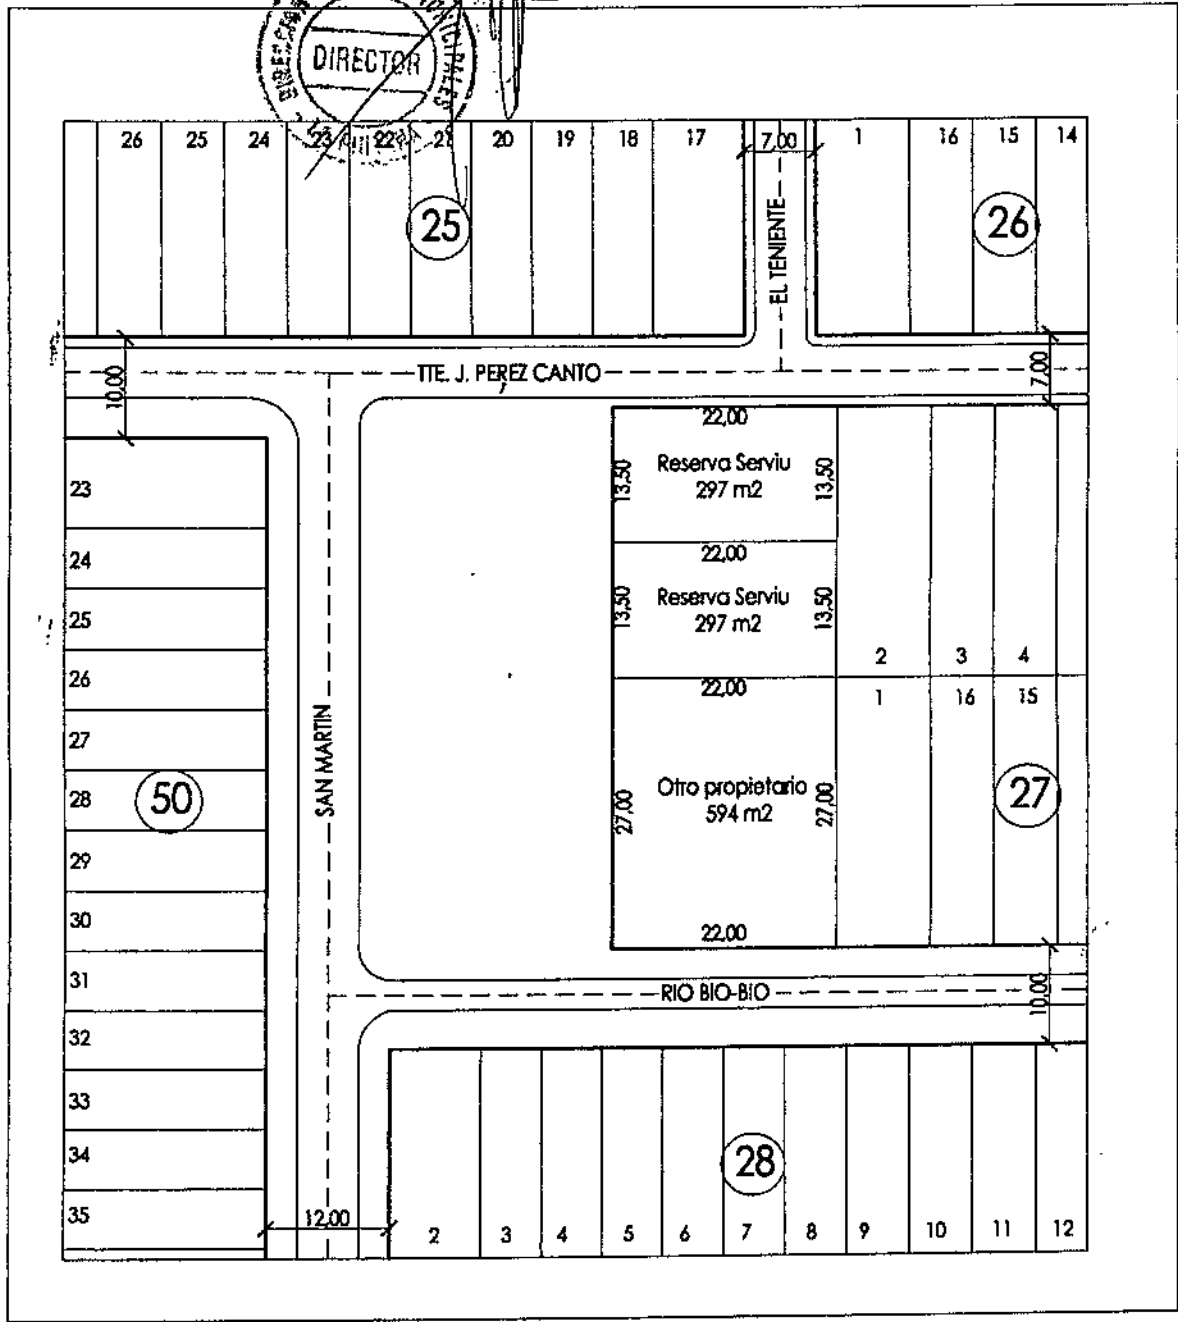 DIRECTOR
26 25 24 23 22 21 20 19 18 17 7,00 1 16 15 14
25
26
EL TENIENTE
10,00
TTE. J. PEREZ CANTO
7,00
22,00
13,50 Reserva Serviu 13,50
297 m2
22,00
13,50 Reserva Serviu 13,50
297 m2
2 3 4
22,00
1 16 15
27,00 Otro propietario 27,00
594 m2
27
22,00
23
24
25
26
27
28
50
29
30
31
32
33
34
35
SAN MARTIN
RIO BIO-BIO
10,00
28
12,00
2 3 4 5 6 7 8 9 10 11 12